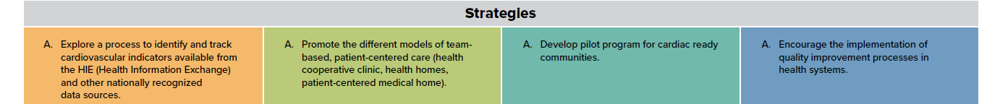 Strategies
A. Explore a process to identify and track
cardiovascular indicators available from
the HIE (Health Information Exchange)
and other nationally recognized
data sources.
A. Promote the different models of team-
based, patient-centered care (health
cooperative clinic, health homes,
patient-centered medical home).
A. Develop pilot program for cardiac ready
communities.
A. Encourage the implementation of
quality improvement processes in
health systems.